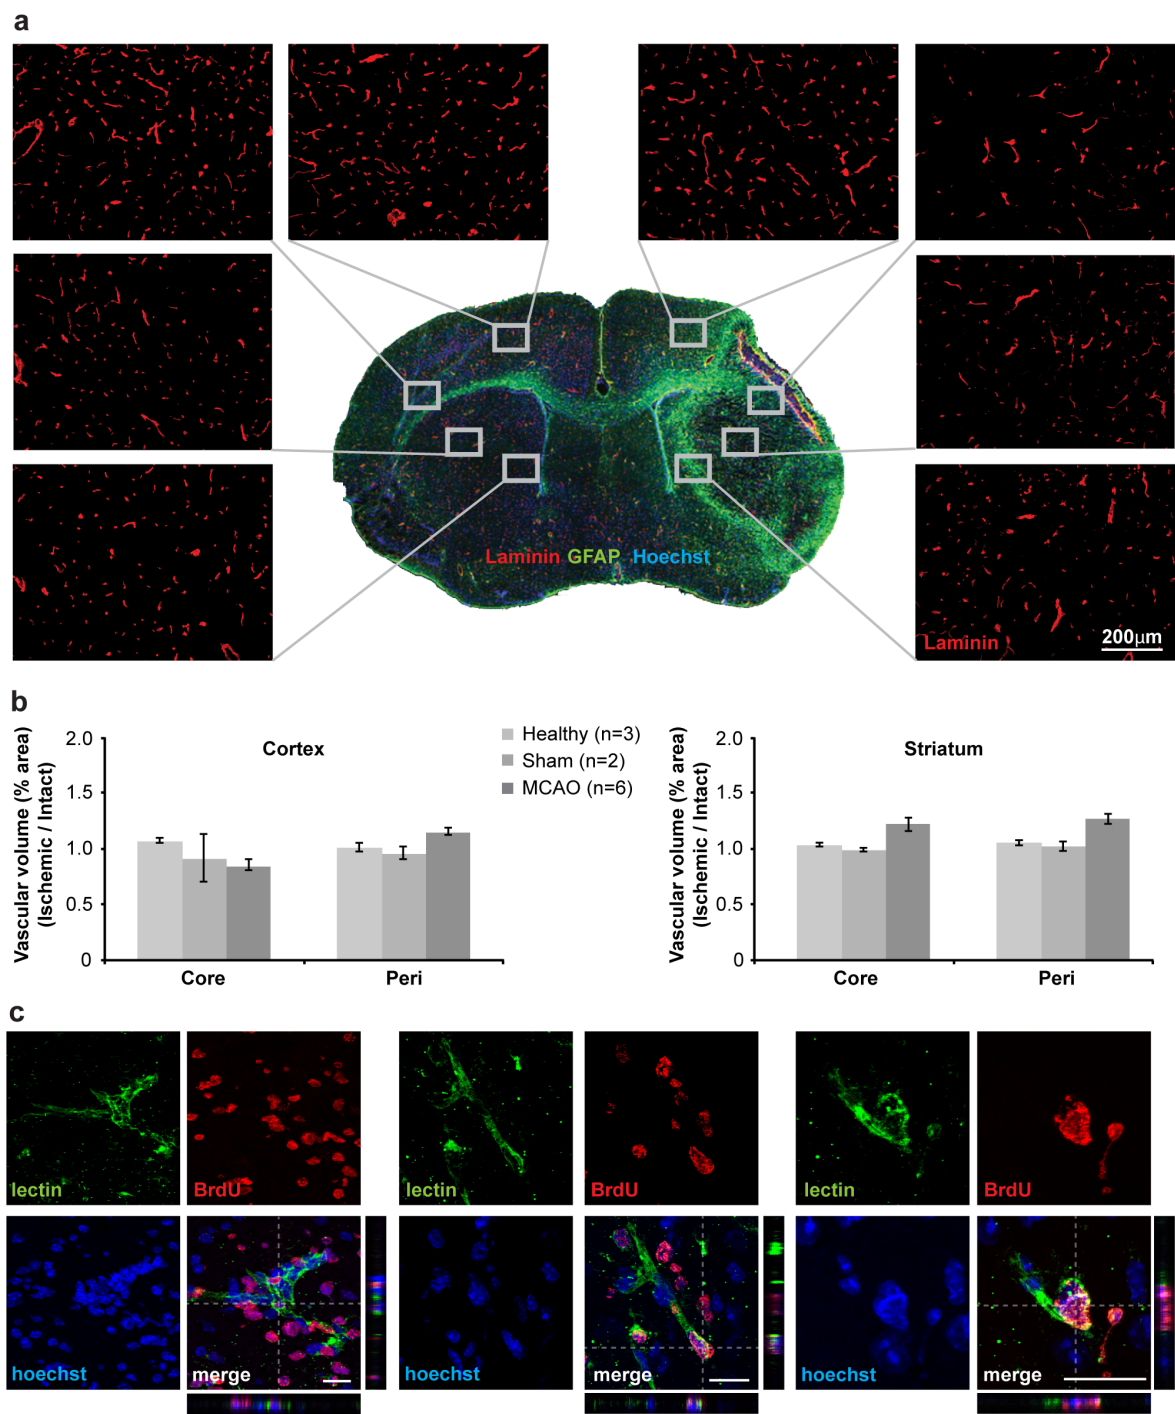 a
Laminin GFAP Hoechst
Laminin
200µm
b
Vascular volume (% area)
(Ischemic / Intact)
2.0
1.5
1.0
0.5
0
Cortex
Core
Peri
Healthy (n=3)
Sham (n=2)
MCAO (n=6)
Vascular volume (% area)
(Ischemic / Intact)
2.0
1.5
1.0
0.5
0
Striatum
Core
Peri
c
lectin
BrdU
lectin
BrdU
lectin
BrdU
hoechst
merge
hoechst
merge
hoechst
merge